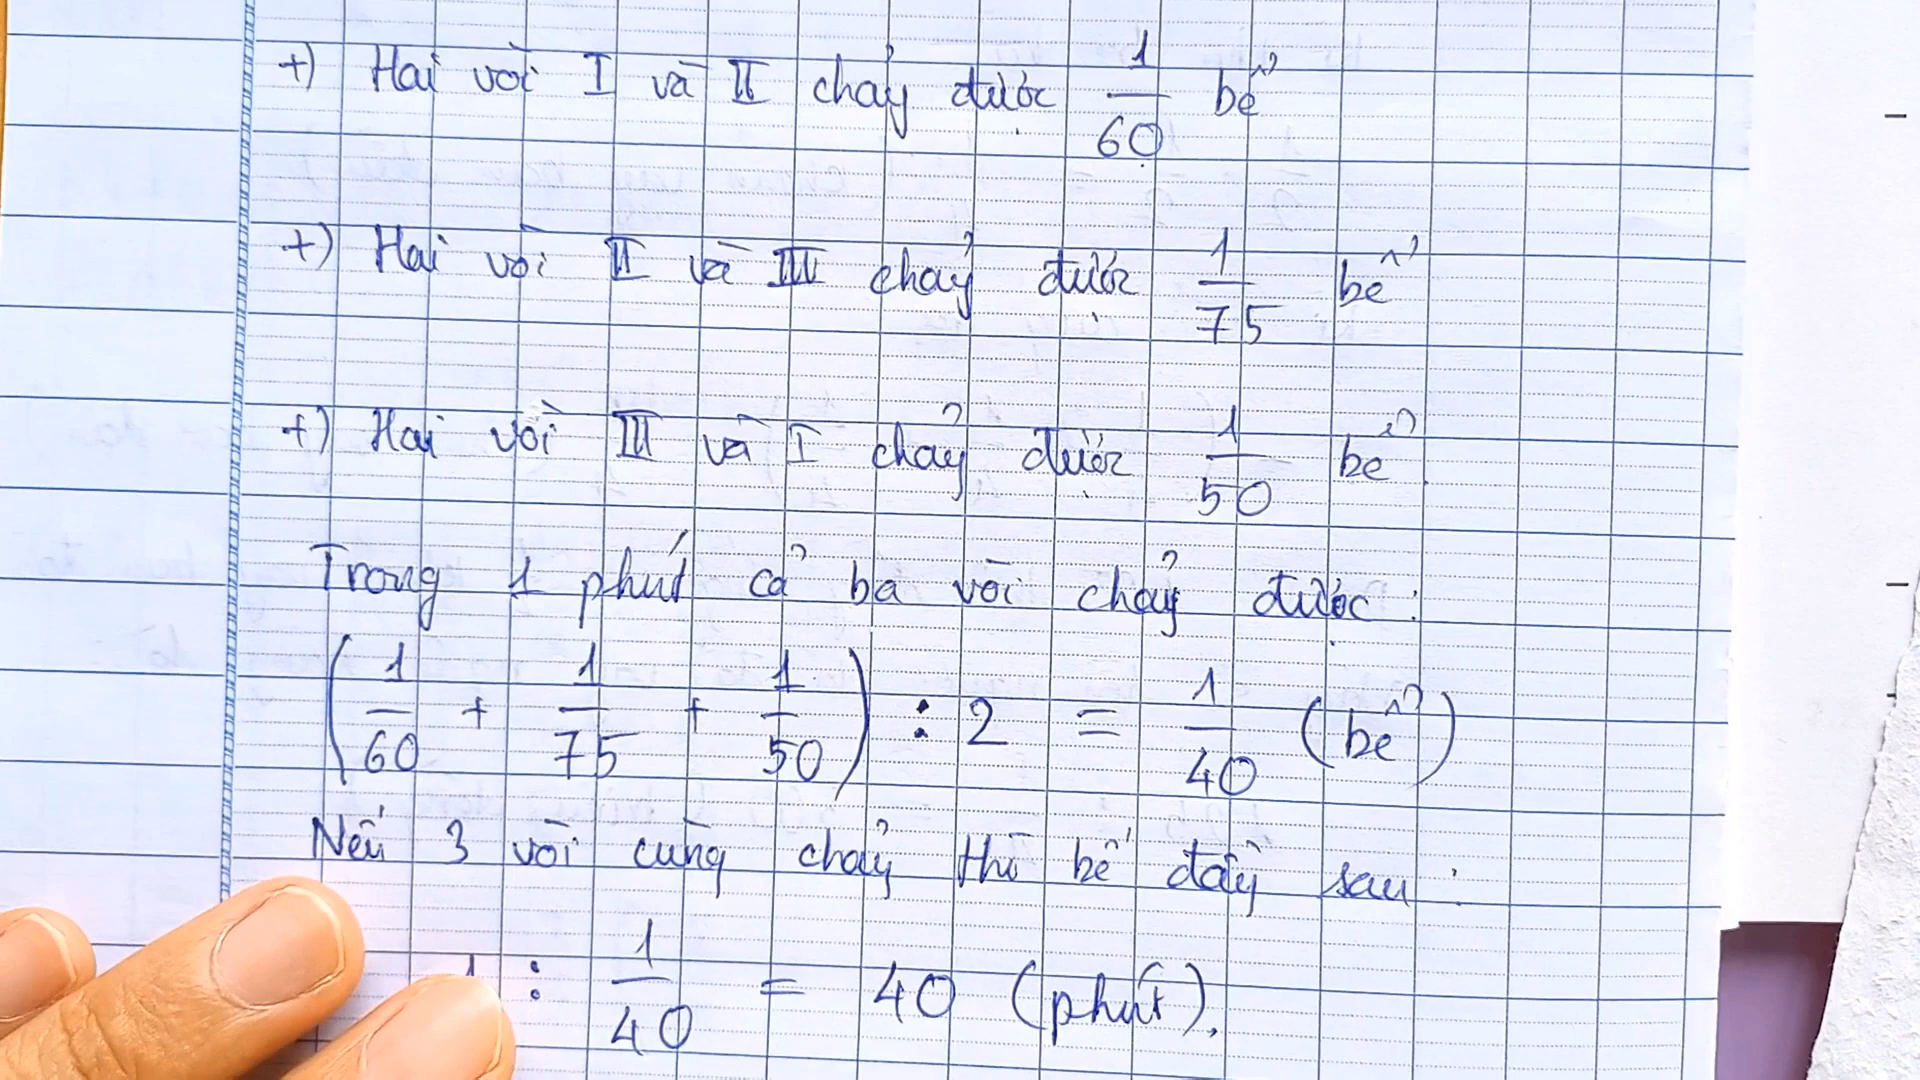 +) Hai vòi I và II chảy được 1/60 bể
+) Hai vòi II và III chảy được 1/75 bể
+) Hai vòi III và I chảy được 1/50 bể.
Trong 1 phút cả ba vòi chảy được:
(1/60 + 1/75 + 1/50) : 2 = 1/40 (bể)
Nếu 3 vòi cùng chảy thì bể đầy sau:
1 : 1/40 = 40 (phút).